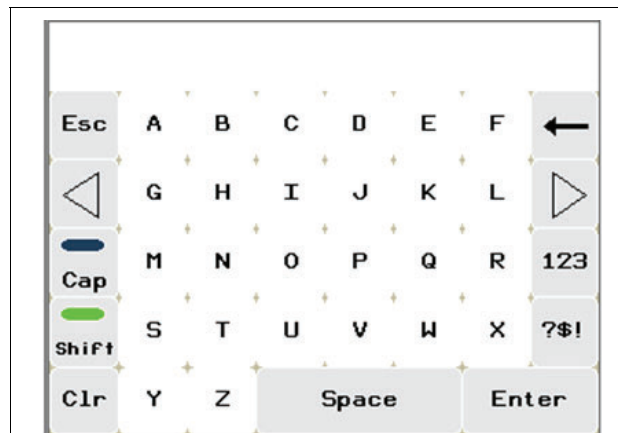 Esc A B C D E F
G H I J K L
Cap M N O P Q R 123
Shift S T U V W X ?$!
Clr Y Z Space Enter